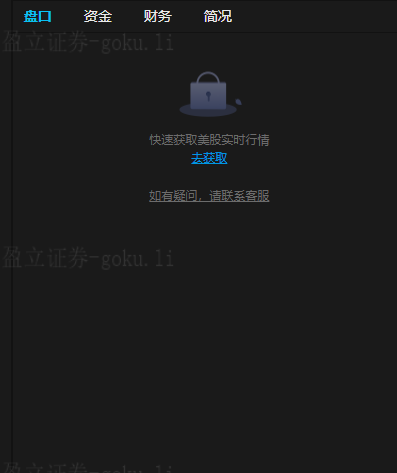 盘口 资金 财务 简况
盈立证券-goku.li
快速获取美股实时行情
去获取
如有疑问，请联系客服
盈立证券-goku.li
盈立证券-goku.li